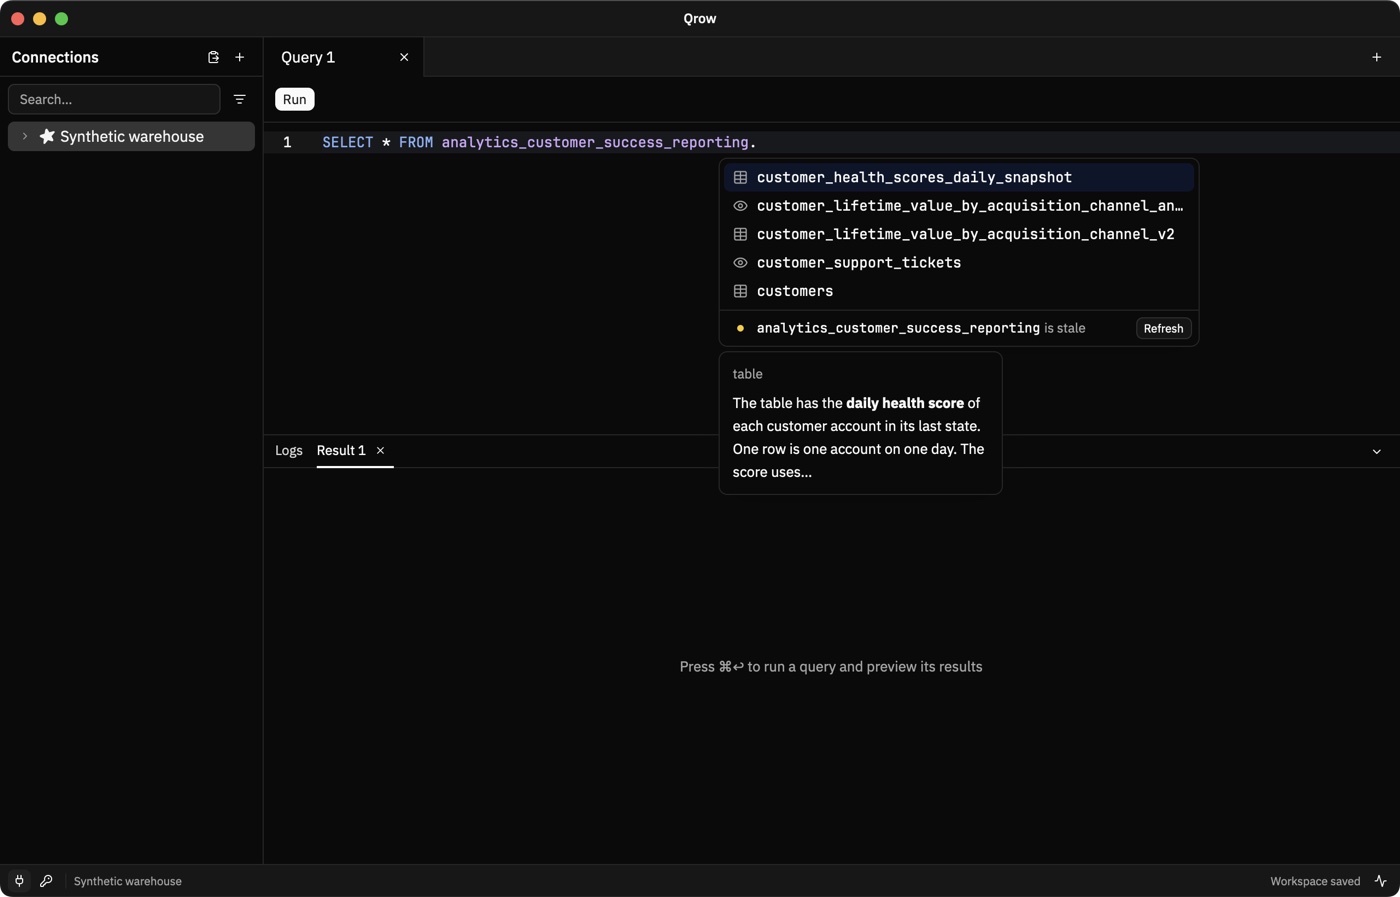 Qrow
Connections
Query 1
Search...
Run
Synthetic warehouse
1 SELECT * FROM analytics_customer_success_reporting.
customer_health_scores_daily_snapshot
customer_lifetime_value_by_acquisition_channel_an…
customer_lifetime_value_by_acquisition_channel_v2
customer_support_tickets
customers
analytics_customer_success_reporting is stale
Refresh
table
The table has the daily health score of
each customer account in its last state.
One row is one account on one day. The
score uses...
Logs
Result 1
Press ⌘↩ to run a query and preview its results
Synthetic warehouse
Workspace saved